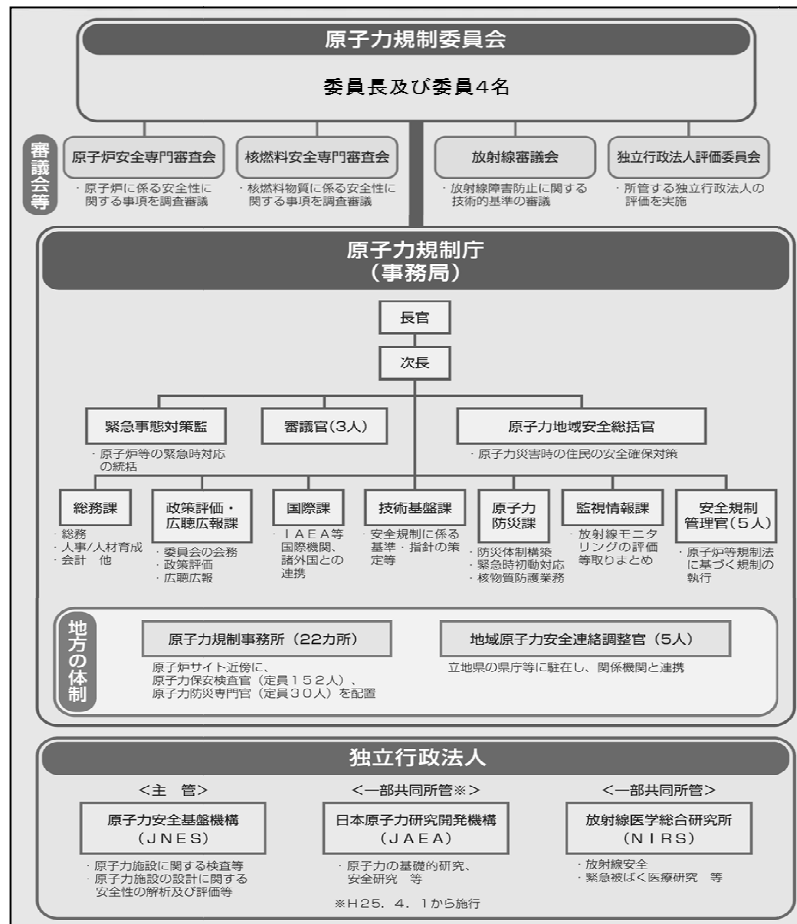 原子力規制委員会
委員長及び委員4名
審議会等
原子炉安全専門審査会
・原子炉に係る安全性に
関する事項を調査審議
核燃料安全専門審査会
・核燃料物質に係る安全性に
関する事項を調査審議
放射線審議会
・放射線障害防止に関する
技術的基準の審議
独立行政法人評価委員会
・所管する独立行政法人の
評価を実施
原子力規制庁
(事務局)
長官
次長
緊急事態対策監
・原子炉等の緊急時対応
の統括
審議官(3人)
原子力地域安全総括官
・原子力災害時の住民の安全確保対策
総務課
・総務
・人事/人材育成
・会計 他
政策評価・
広聴広報課
・委員会の会務
・政策評価
・広聴広報
国際課
・IAEA等
国際機関、
諸外国との
連携
技術基盤課
・安全規制に係る
基準・指針の策
定等
原子力
防災課
・防災体制構築
・緊急時初動対応
・核物質防護業務
監視情報課
・放射線モニタ
リングの評価
等取りまとめ
安全規制
管理官(5人)
・原子炉等規制法
に基づく規制の
執行
地方の体制
原子力規制事務所(22カ所)
原子炉サイト近傍に、
原子力保安検査官(定員152人)、
原子力防災専門官(定員30人)を配置
地域原子力安全連絡調整官(5人)
立地県の県庁等に駐在し、関係機関と連携
独立行政法人
<主 管>
原子力安全基盤機構
(JNES)
・原子力施設に関する検査等
・原子力施設の設計に関する
安全性の解析及び評価等
<一部共同所管※>
日本原子力研究開発機構
(JAEA)
・原子力の基礎的研究、
安全研究 等
※H25.4.1から施行
<一部共同所管>
放射線医学総合研究所
(NIRS)
・放射線安全
・緊急被ばく医療研究 等